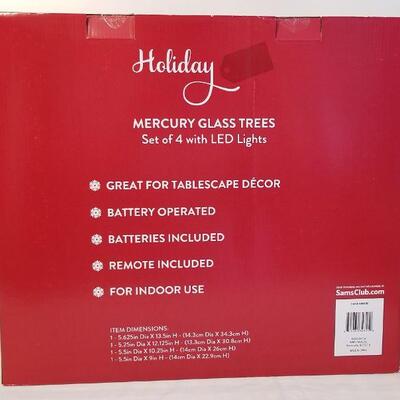 Holiday
MERCURY GLASS TREES
Set of 4 with LED Lights
GREAT FOR TABLESCAPE DÉCOR
BATTERY OPERATED
BATTERIES INCLUDED
REMOTE INCLUDED
FOR INDOOR USE
SamsClub.com
ITEM DIMENSIONS:
1 - 5.625in Dia X 13.5in H - (14.3cm Dia X 34.3cm H)
1 - 5.25in Dia X 12.125in H - (13.3cm Dia X 30.8cm H)
1 - 5.5in Dia X 10.25in H - (14cm Dia X 26cm H)
1 - 5.5in Dia X 9in H - (14cm Dia X 22.9cm H)